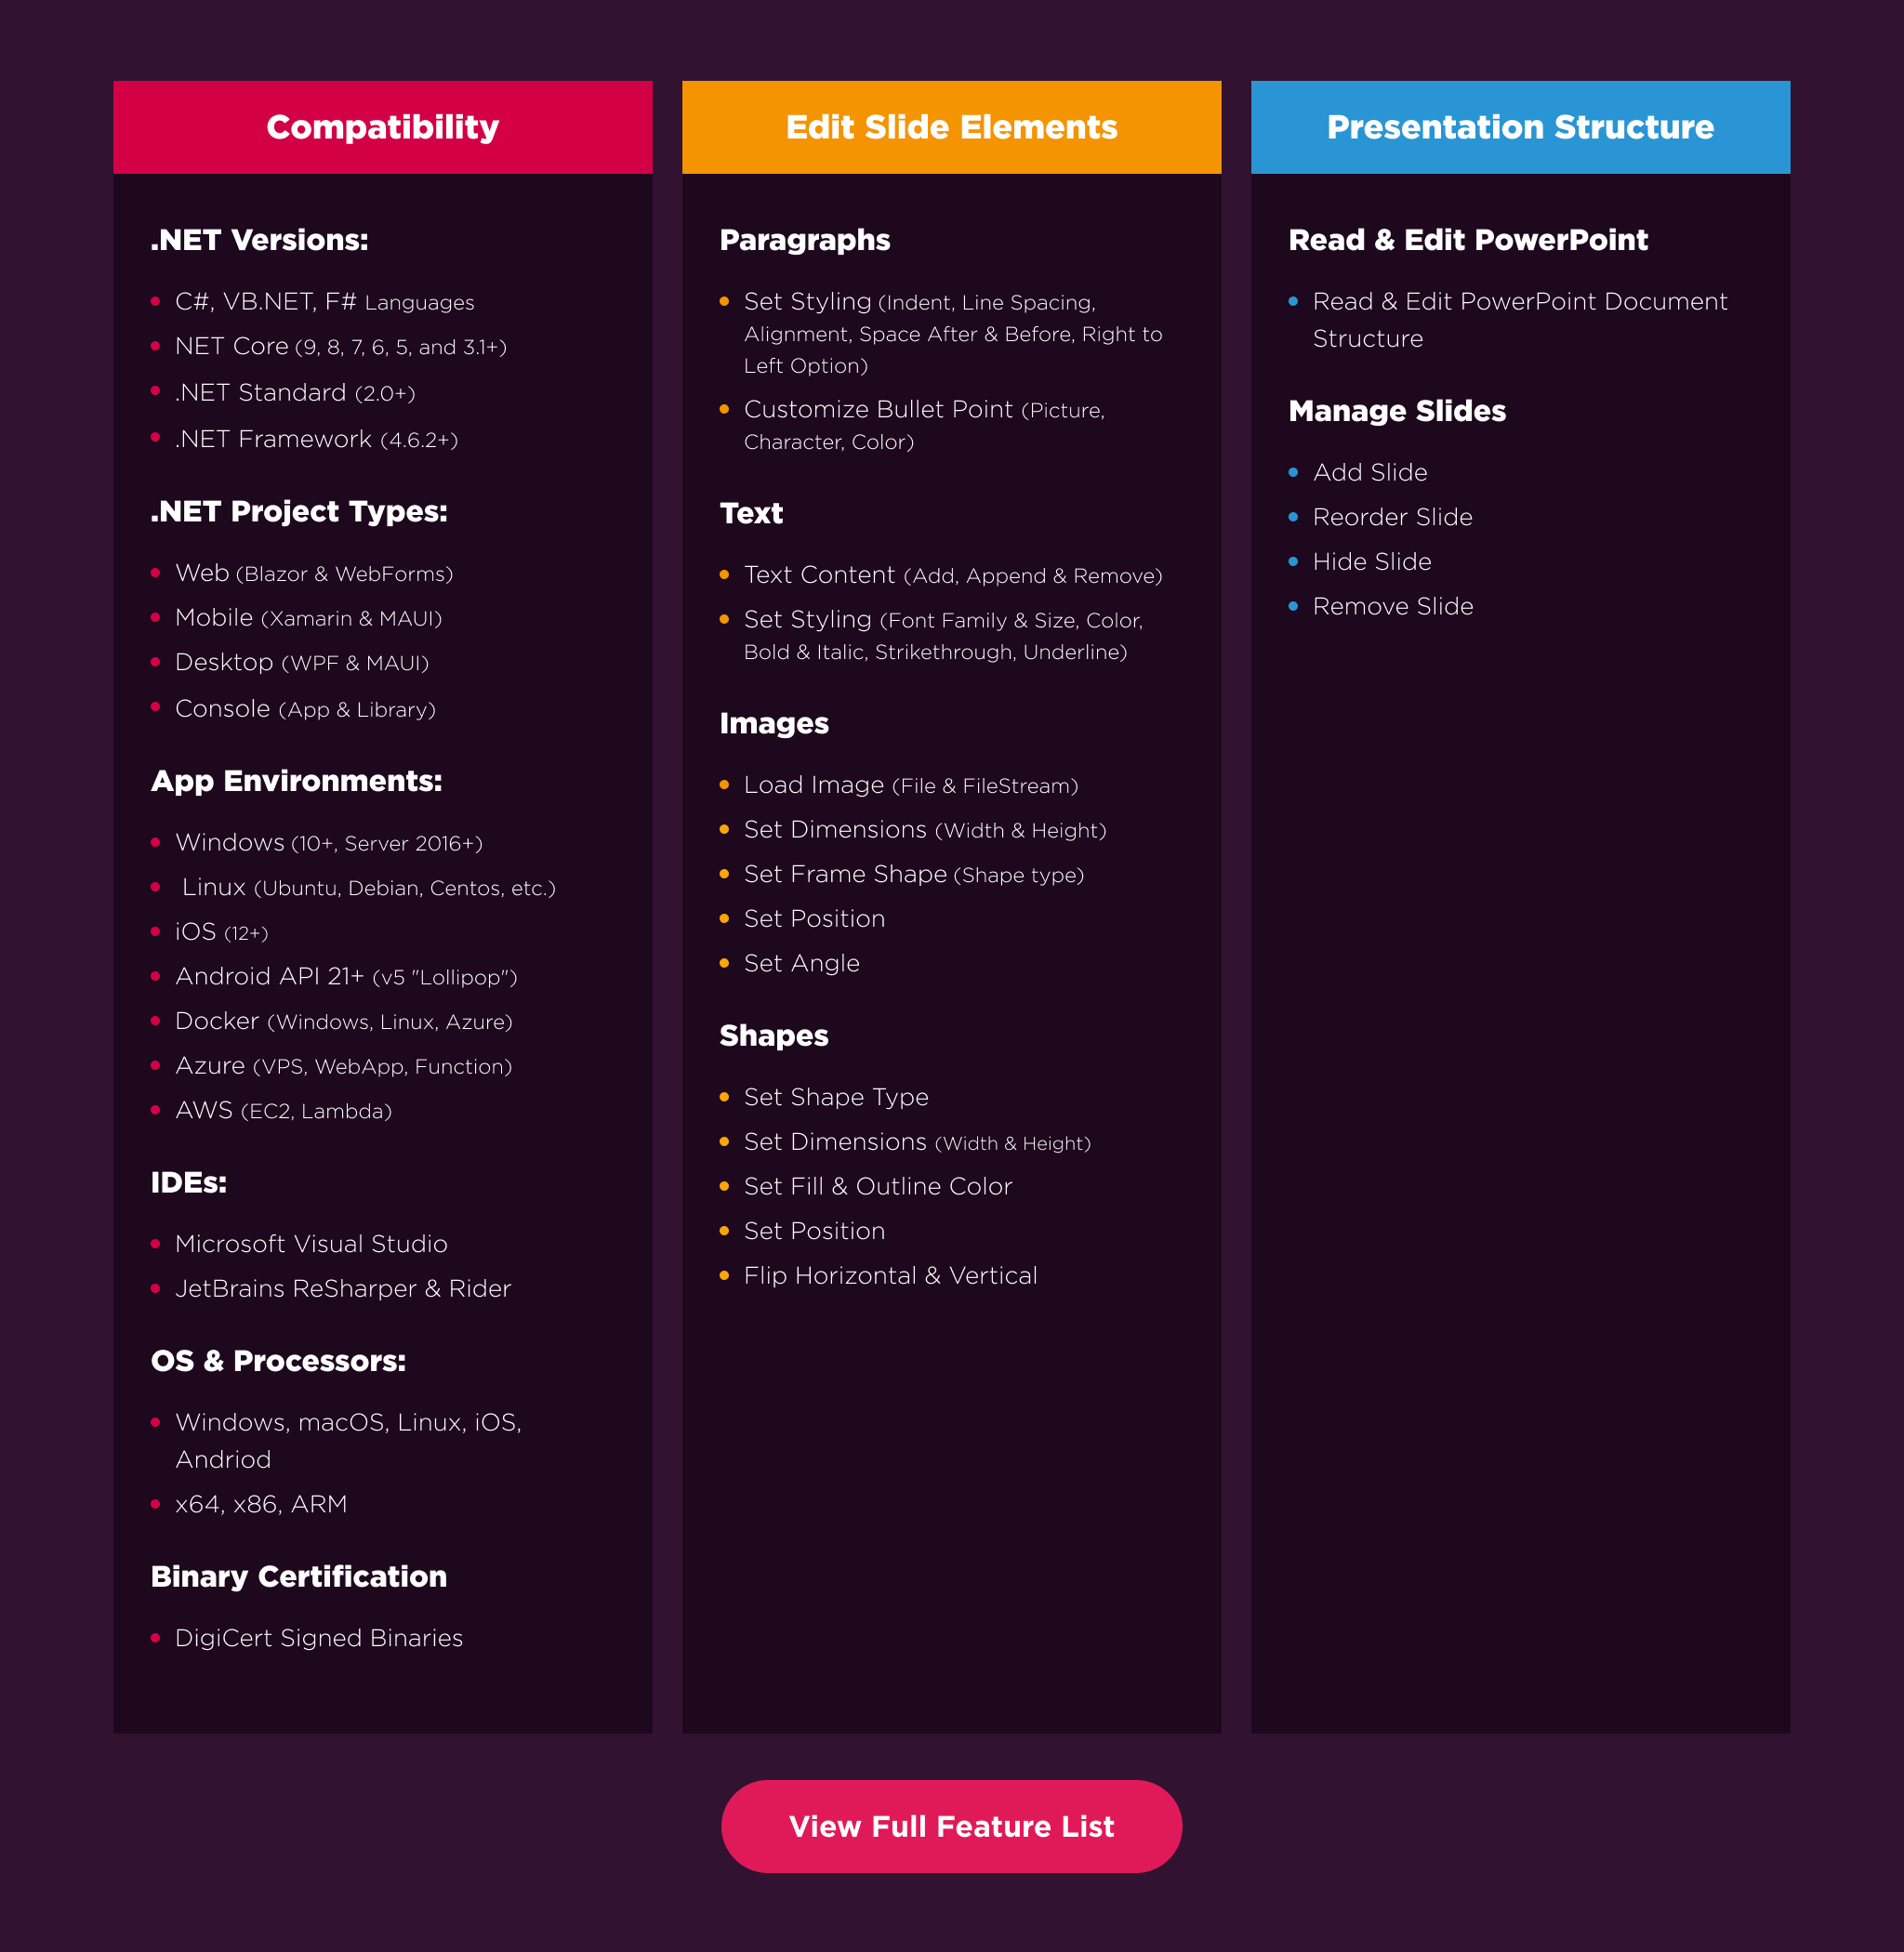 Compatibility
.NET Versions:
C#, VB.NET, F# Languages
NET Core (9, 8, 7, 6, 5, and 3.1+)
.NET Standard (2.0+)
.NET Framework (4.6.2+)
.NET Project Types:
Web (Blazor & WebForms)
Mobile (Xamarin & MAUI)
Desktop (WPF & MAUI)
Console (App & Library)
App Environments:
Windows (10+, Server 2016+)
Linux (Ubuntu, Debian, Centos, etc.)
iOS (12+)
Android API 21+ (v5 "Lollipop")
Docker (Windows, Linux, Azure)
Azure (VPS, WebApp, Function)
AWS (EC2, Lambda)
IDEs:
Microsoft Visual Studio
JetBrains ReSharper & Rider
OS & Processors:
Windows, macOS, Linux, iOS,
Andriod
x64, x86, ARM
Binary Certification
DigiCert Signed Binaries
Edit Slide Elements
Paragraphs
Set Styling (Indent, Line Spacing,
Alignment, Space After & Before, Right to
Left Option)
Customize Bullet Point (Picture,
Character, Color)
Text
Text Content (Add, Append & Remove)
Set Styling (Font Family & Size, Color,
Bold & Italic, Strikethrough, Underline)
Images
Load Image (File & FileStream)
Set Dimensions (Width & Height)
Set Frame Shape (Shape type)
Set Position
Set Angle
Shapes
Set Shape Type
Set Dimensions (Width & Height)
Set Fill & Outline Color
Set Position
Flip Horizontal & Vertical
Presentation Structure
Read & Edit PowerPoint
Read & Edit PowerPoint Document
Structure
Manage Slides
Add Slide
Reorder Slide
Hide Slide
Remove Slide
View Full Feature List